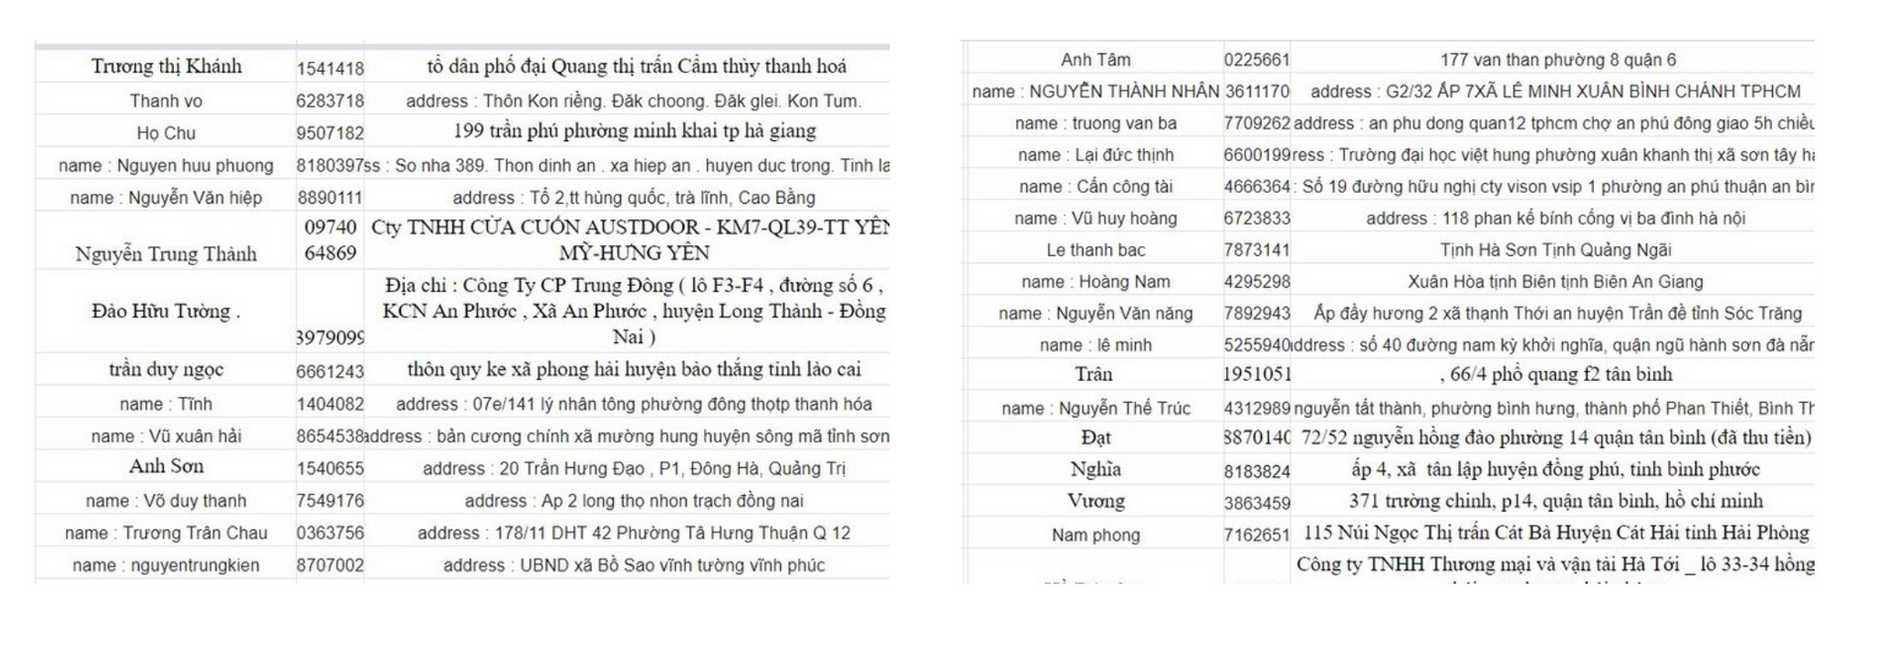 Trương thị Khánh 1541418 tổ dân phố đại Quang thị trấn Cẩm thủy thanh hoá
Thanh vo 6283718 address : Thôn Kon riềng. Đăk choong. Đăk glei. Kon Tum.
Họ Chu 9507182 199 trần phú phường minh khai tp hà giang
name : Nguyen huu phuong 8180397 ss : So nha 389. Thon dinh an . xa hiep an . huyen duc trong. Tinh la
name : Nguyễn Văn hiệp 8890111 address : Tổ 2,tt hùng quốc, trà lĩnh, Cao Bằng
09740 Cty TNHH CỬA CUỐN AUSTDOOR - KM7-QL39-TT YÊN
Nguyễn Trung Thành 64869 MỸ-HƯNG YÊN
Địa chỉ : Công Ty CP Trung Đông ( lô F3-F4 , đường số 6 ,
Đào Hữu Tường . KCN An Phước , Xã An Phước , huyện Long Thành - Đồng
3979099 Nai )
trần duy ngọc 6661243 thôn quy ke xã phong hải huyện bảo thắng tỉnh lào cai
name : Tĩnh 1404082 address : 07e/141 lý nhân tông phường đông thọtp thanh hóa
name : Vũ xuân hải 8654538 address : bản cương chính xã mường hung huyện sông mã tỉnh sơn
Anh Sơn 1540655 address : 20 Trần Hưng Đạo , P1, Đông Hà, Quảng Trị
name : Võ duy thanh 7549176 address : Ap 2 long thọ nhon trạch đồng nai
name : Trương Trân Chau 0363756 address : 178/11 DHT 42 Phường Tâ Hưng Thuận Q 12
name : nguyentrungkien 8707002 address : UBND xã Bồ Sao vĩnh tường vĩnh phúc
Anh Tâm 0225661 177 van than phường 8 quận 6
name : NGUYỄN THÀNH NHÂN 3611170 address : G2/32 ẤP 7XÃ LÊ MINH XUÂN BÌNH CHÁNH TPHCM
name : truong van ba 7709262 address : an phu dong quan12 tphcm chợ an phú đông giao 5h chiều
name : Lại đức thịnh 6600199 ress : Trường đại học việt hung phường xuân khanh thị xã sơn tây hà
name : Cấn công tài 4666364 : Số 19 đường hữu nghị cty vison vsip 1 phường an phú thuận an bìn
name : Vũ huy hoàng 6723833 address : 118 phan kế bính cống vị ba đình hà nội
Le thanh bac 7873141 Tịnh Hà Sơn Tịnh Quảng Ngãi
name : Hoàng Nam 4295298 Xuân Hòa tịnh Biên tịnh Biên An Giang
name : Nguyễn Văn năng 7892943 Ấp đầy hương 2 xã thạnh Thới an huyện Trần đề tỉnh Sóc Trăng
name : lê minh 5255940 address : số 40 đường nam kỳ khởi nghĩa, quận ngũ hành sơn đà nẵn
Trân 1951051 , 66/4 phổ quang f2 tân bình
name : Nguyễn Thế Trúc 4312989 nguyễn tất thành, phường bình hưng, thành phố Phan Thiết, Bình Th
Đạt 8870140 72/52 nguyễn hồng đào phường 14 quận tân bình (đã thu tiền)
Nghĩa 8183824 ấp 4, xã tân lập huyện đồng phú, tỉnh bình phước
Vương 3863459 371 trường chinh, p14, quận tân bình, hồ chí minh
Nam phong 7162651 115 Núi Ngọc Thị trấn Cát Bà Huyện Cát Hải tỉnh Hải Phòng
Công ty TNHH Thương mại và vận tải Hà Tới _ lô 33-34 hồng